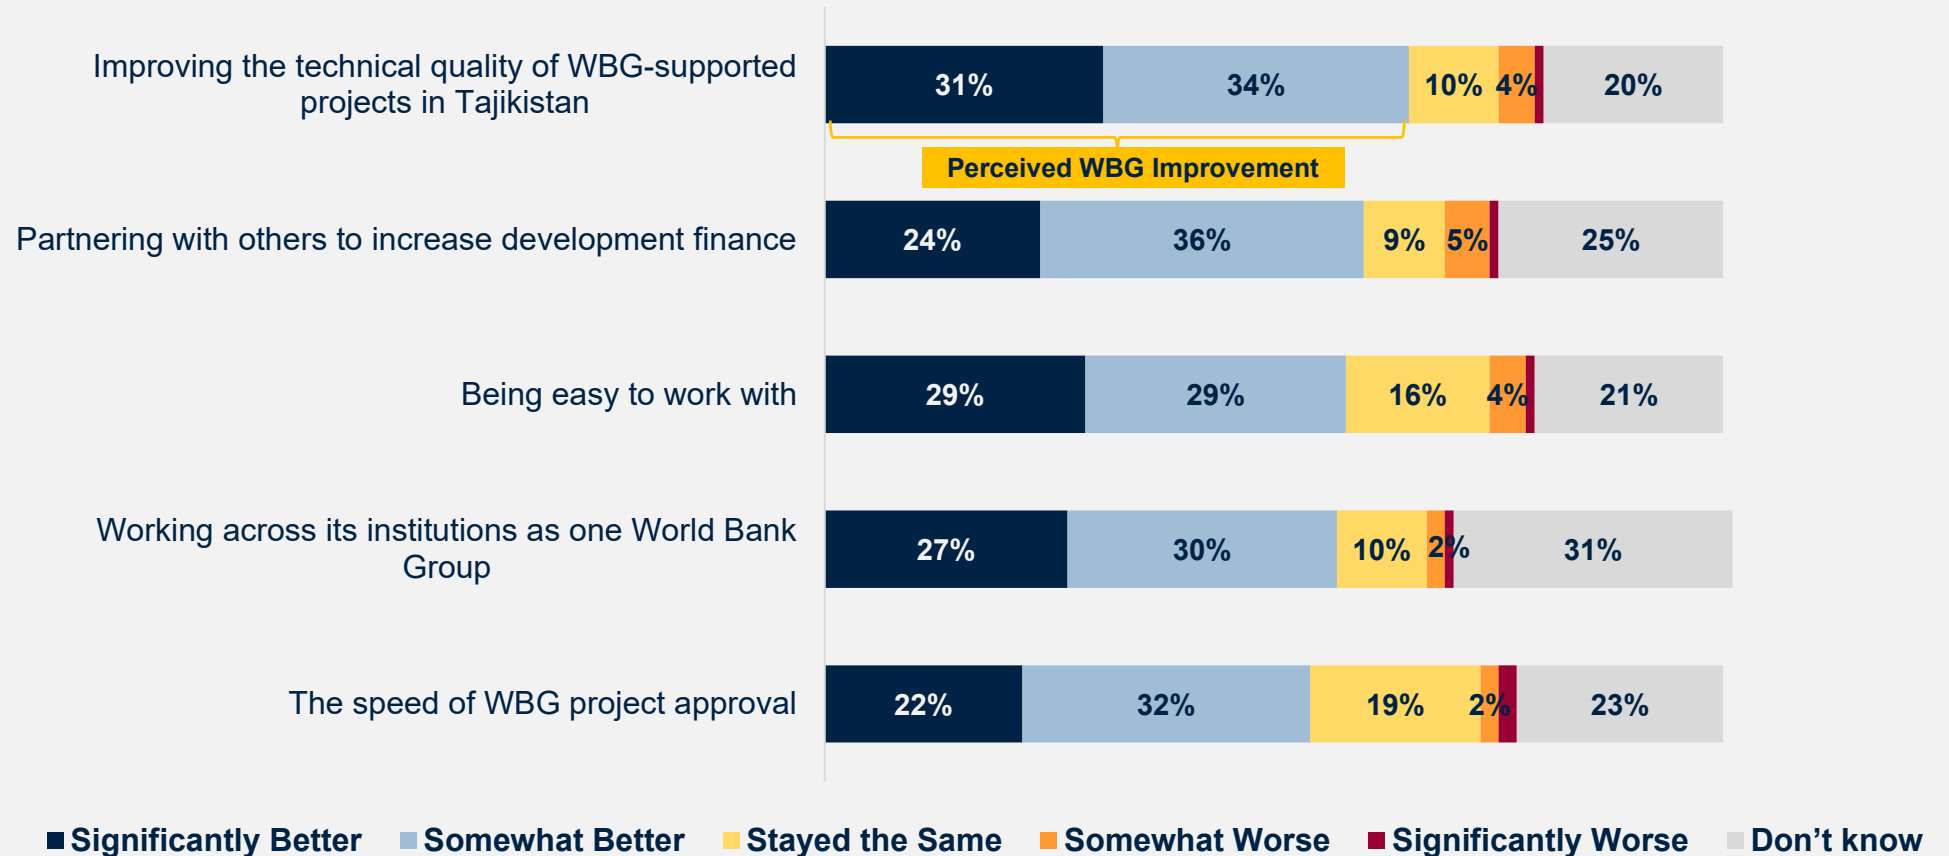 Improving the technical quality of WBG-supported
projects in Tajikistan
31% 34% 10% 4% 20%
Perceived WBG Improvement
Partnering with others to increase development finance
24% 36% 9% 5% 25%
Being easy to work with
29% 29% 16% 4% 21%
Working across its institutions as one World Bank
Group
27% 30% 10% 2% 31%
The speed of WBG project approval
22% 32% 19% 2% 23%
Significantly Better Somewhat Better Stayed the Same Somewhat Worse Significantly Worse Don’t know